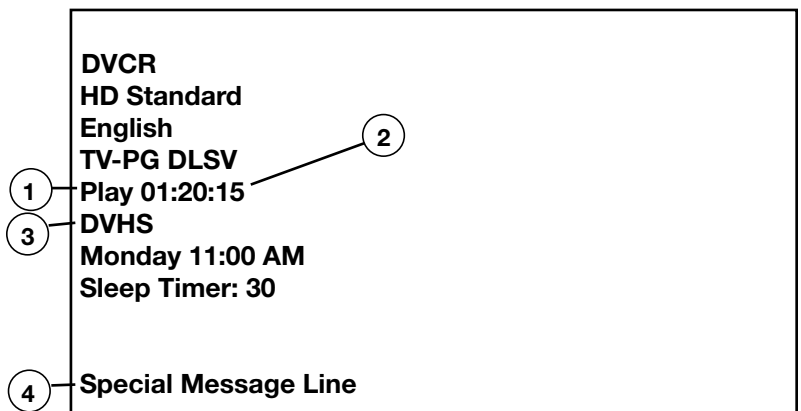 DVCR
HD Standard
English
2
TV-PG DLSV
1 Play 01:20:15
3 DVHS
Monday 11:00 AM
Sleep Timer: 30
4 Special Message Line